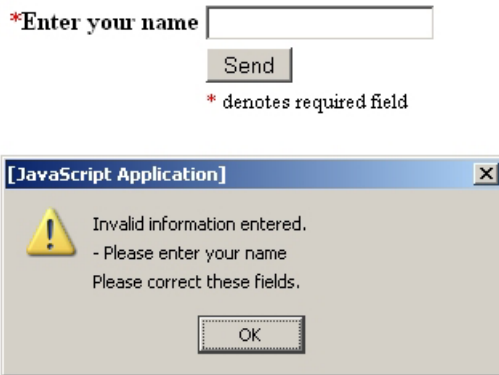 *Enter your name
Send
* denotes required field
[JavaScript Application]
Invalid information entered.
- Please enter your name
Please correct these fields.
OK